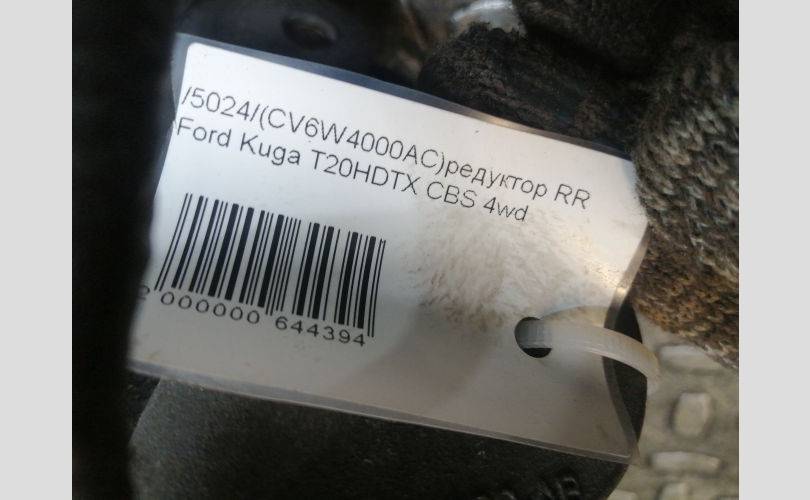 /5024/(CV6W4000AC)редуктор RR
Ford Kuga T20HDTX CBS 4wd
2 000000 644394